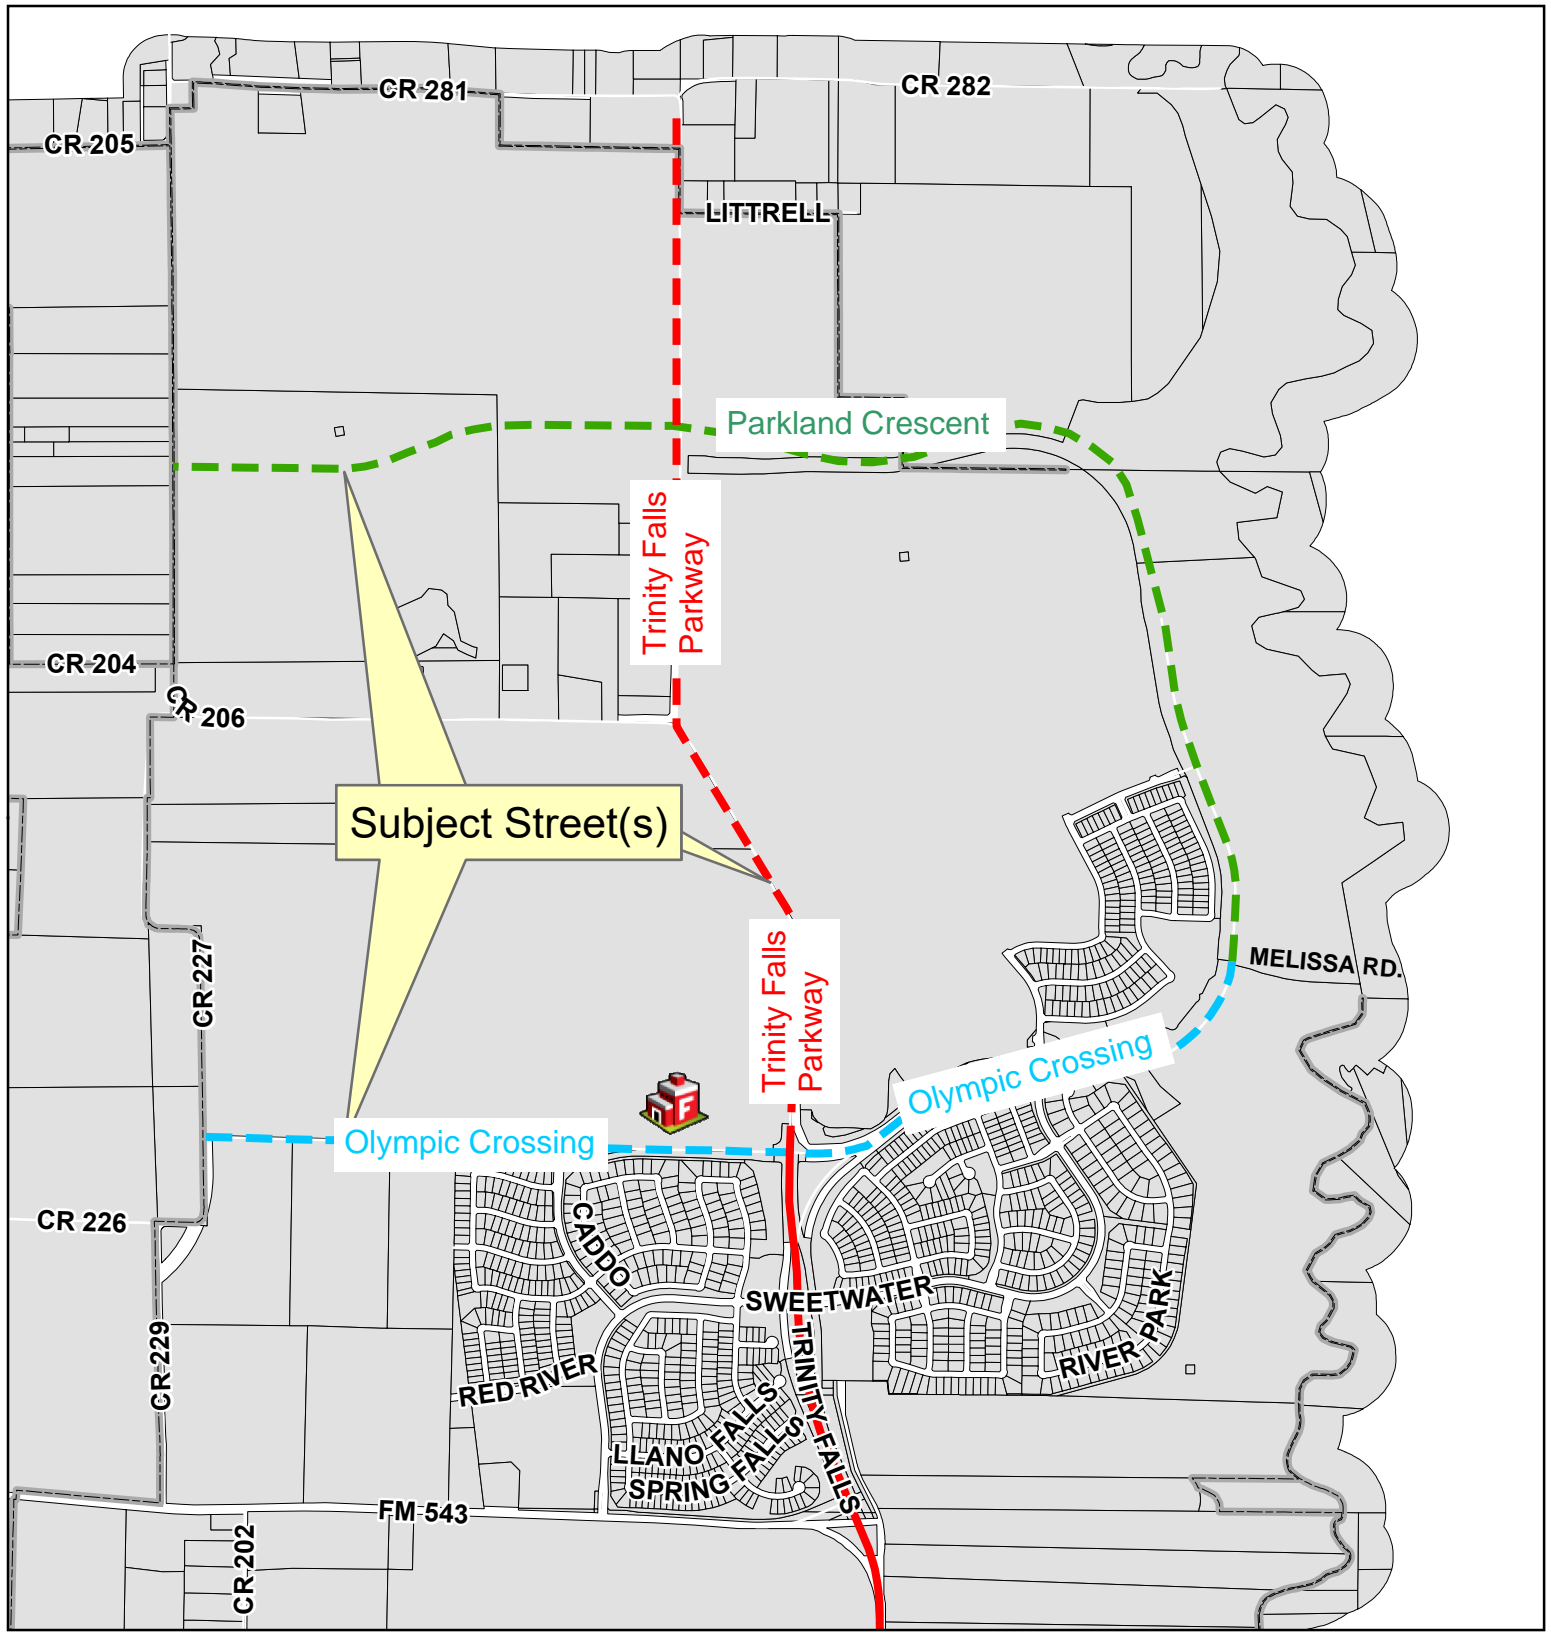 CR 281
CR 282
CR 205
LITTRELL
Parkland Crescent
Trinity Falls
Parkway
CR 204
CR 206
Subject Street(s)
Trinity Falls
Parkway
CR 227
MELISSA RD.
Olympic Crossing
F
Olympic Crossing
CR 226
CADDO
SWEETWATER
RIVER PARK
TRINITY FALLS
CR 229
RED RIVER
LLANO FALLS
SPRING FALLS
FM 543
CR 202